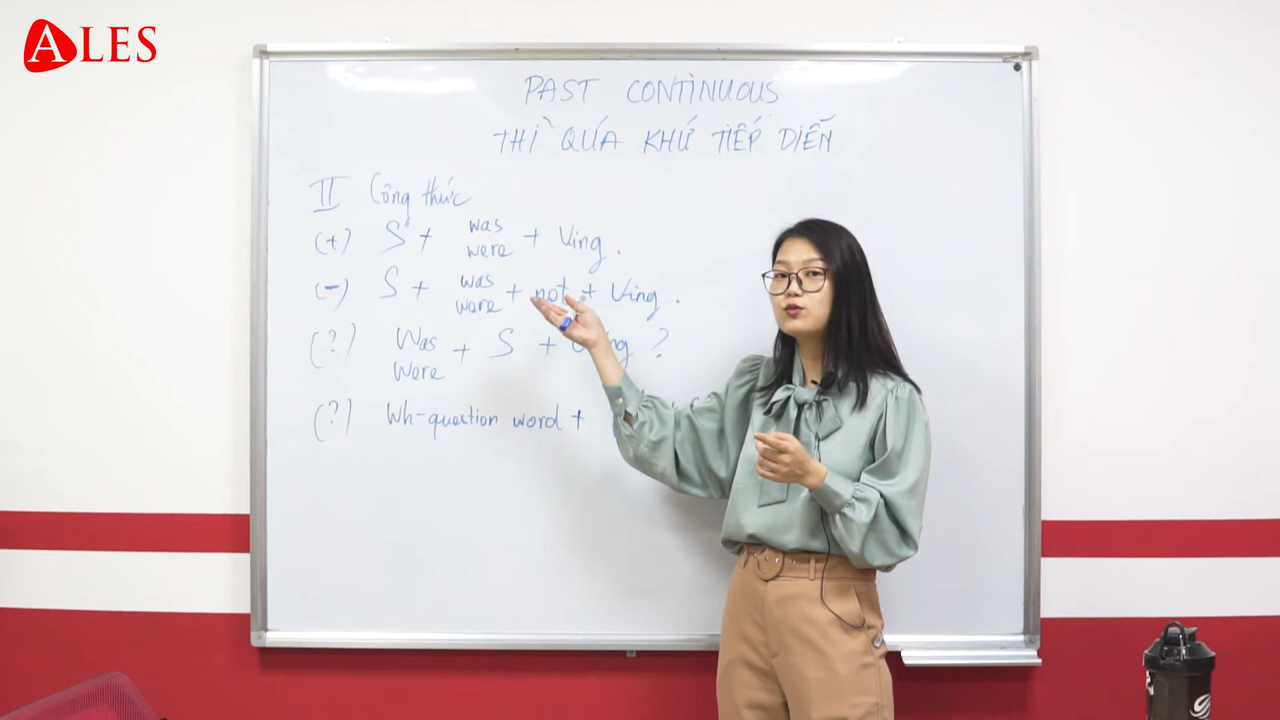 ALES
PAST CONTINUOUS
THÌ QUÁ KHỨ TIẾP DIỄN
II Công thức
(+) S + was were + Ving.
(-) S + was were + not + Ving.
(?) Was Were + S + ?
(?) Wh-question word +